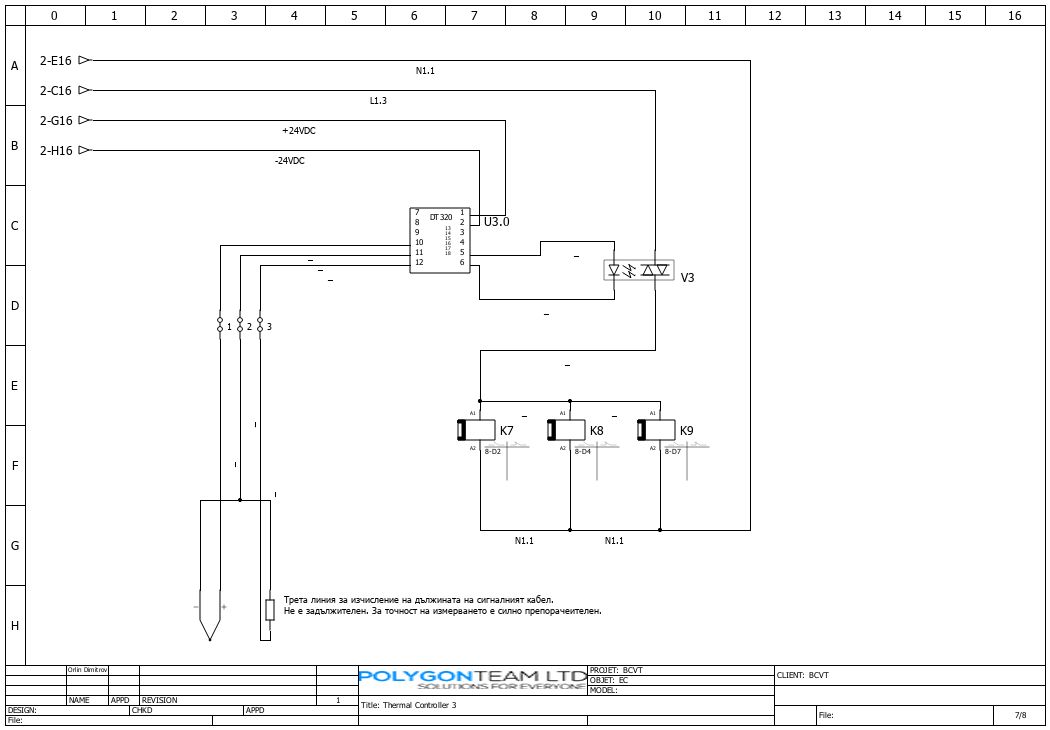 0 1 2 3 4 5 6 7 8 9 10 11 12 13 14 15 16
A
2-E16
N1.1
2-C16
L1.3
2-G16
+24VDC
B
2-H16
-24VDC
C
7 DT320 1
8 2 U3.0
9 3
10 4
11 5
12 6
13
14
15
16
17
18
V3
D
1 2 3
E
A1 A1 A1
K7 K8 K9
A2 A2 A2
8-D2 8-D4 8-D7
F
G
N1.1 N1.1
Трета линия за изчисление на дължината на сигналният кабел.
Не е задължителен. За точност на измерването е силно препорачеителен.
- +
H
Orlin Dimitrov
NAME APPD REVISION 1
DESIGN: CHKD APPD
File:
POLYGONTEAM LTD
SOLUTIONS FOR EVERYONE
Title: Thermal Controller 3
PROJET: BCVT
OBJET: EC
MODEL:
CLIENT: BCVT
File: 7/8